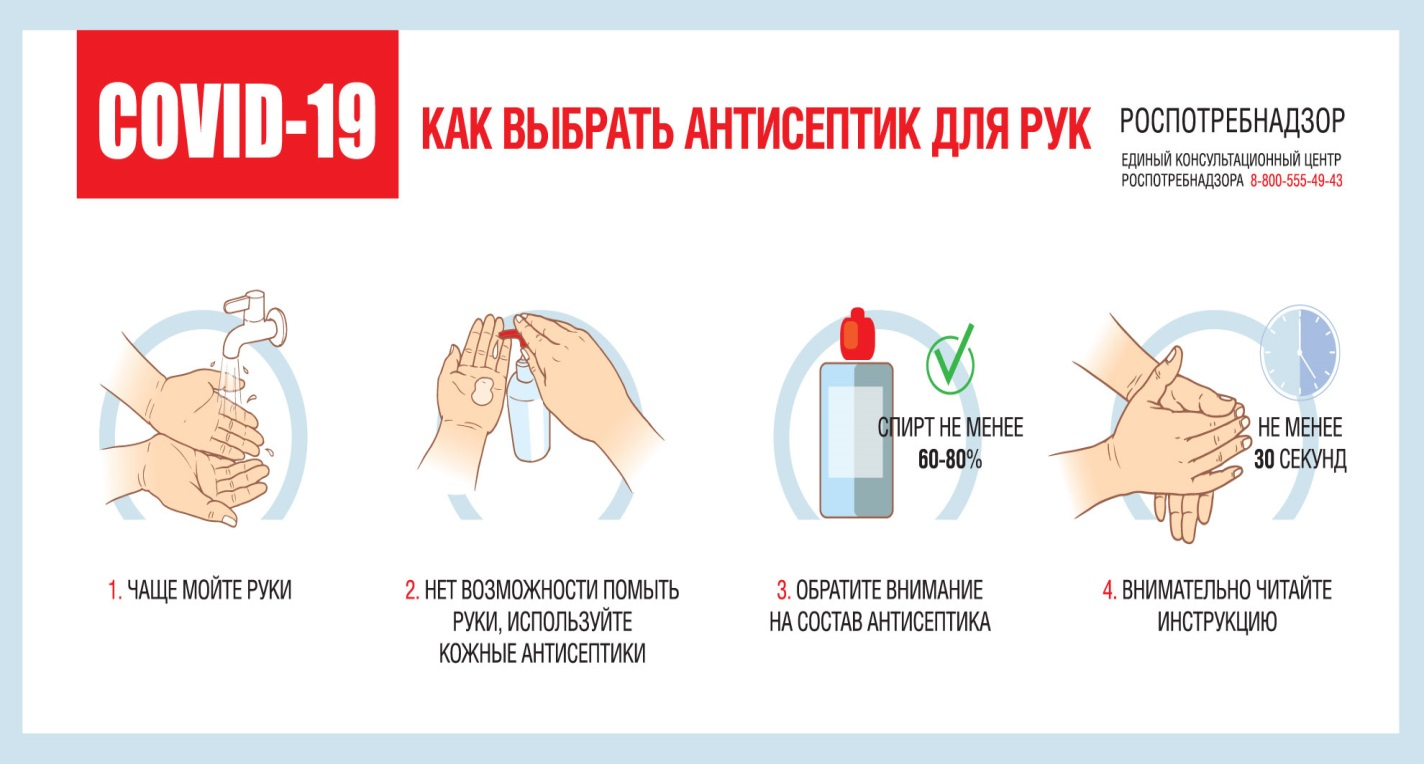 COVID-19
КАК ВЫБРАТЬ АНТИСЕПТИК ДЛЯ РУК
РОСПОТРЕБНАДЗОР
ЕДИНЫЙ КОНСУЛЬТАЦИОННЫЙ ЦЕНТР
РОСПОТРЕБНАДЗОРА 8-800-555-49-43
СПИРТ НЕ МЕНЕЕ
60-80%
НЕ МЕНЕЕ
30 СЕКУНД
1. ЧАЩЕ МОЙТЕ РУКИ
2. НЕТ ВОЗМОЖНОСТИ ПОМЫТЬ
РУКИ, ИСПОЛЬЗУЙТЕ
КОЖНЫЕ АНТИСЕПТИКИ
3. ОБРАТИТЕ ВНИМАНИЕ
НА СОСТАВ АНТИСЕПТИКА
4. ВНИМАТЕЛЬНО ЧИТАЙТЕ
ИНСТРУКЦИЮ